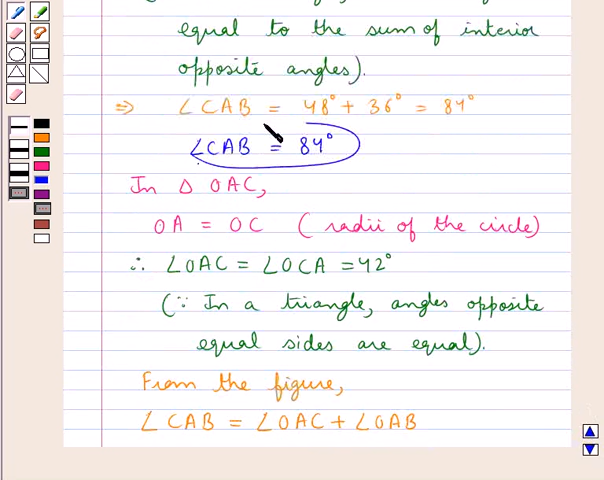 equal to the sum of interior
opposite angles).
⇒ ∠CAB = 48° + 36° = 84°
∠CAB = 84°
In Δ OAC,
OA = OC (radii of the circle)
∴ ∠OAC = ∠OCA = 42°
(∵ In a triangle, angles opposite
equal sides are equal).
From the figure,
∠CAB = ∠OAC + ∠OAB